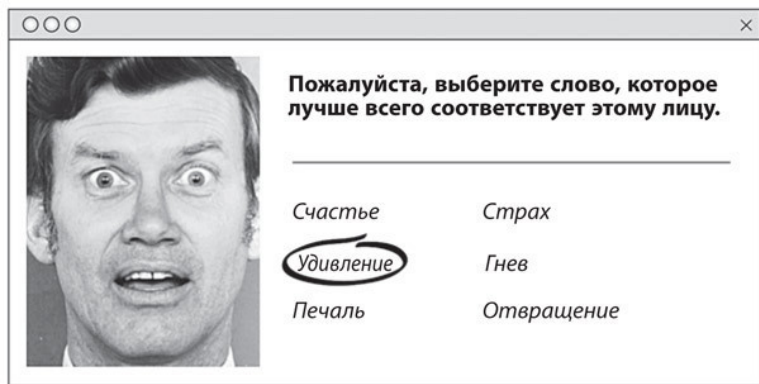 Пожалуйста, выберите слово, которое
лучше всего соответствует этому лицу.
Счастье Страх
Удивление Гнев
Печаль Отвращение